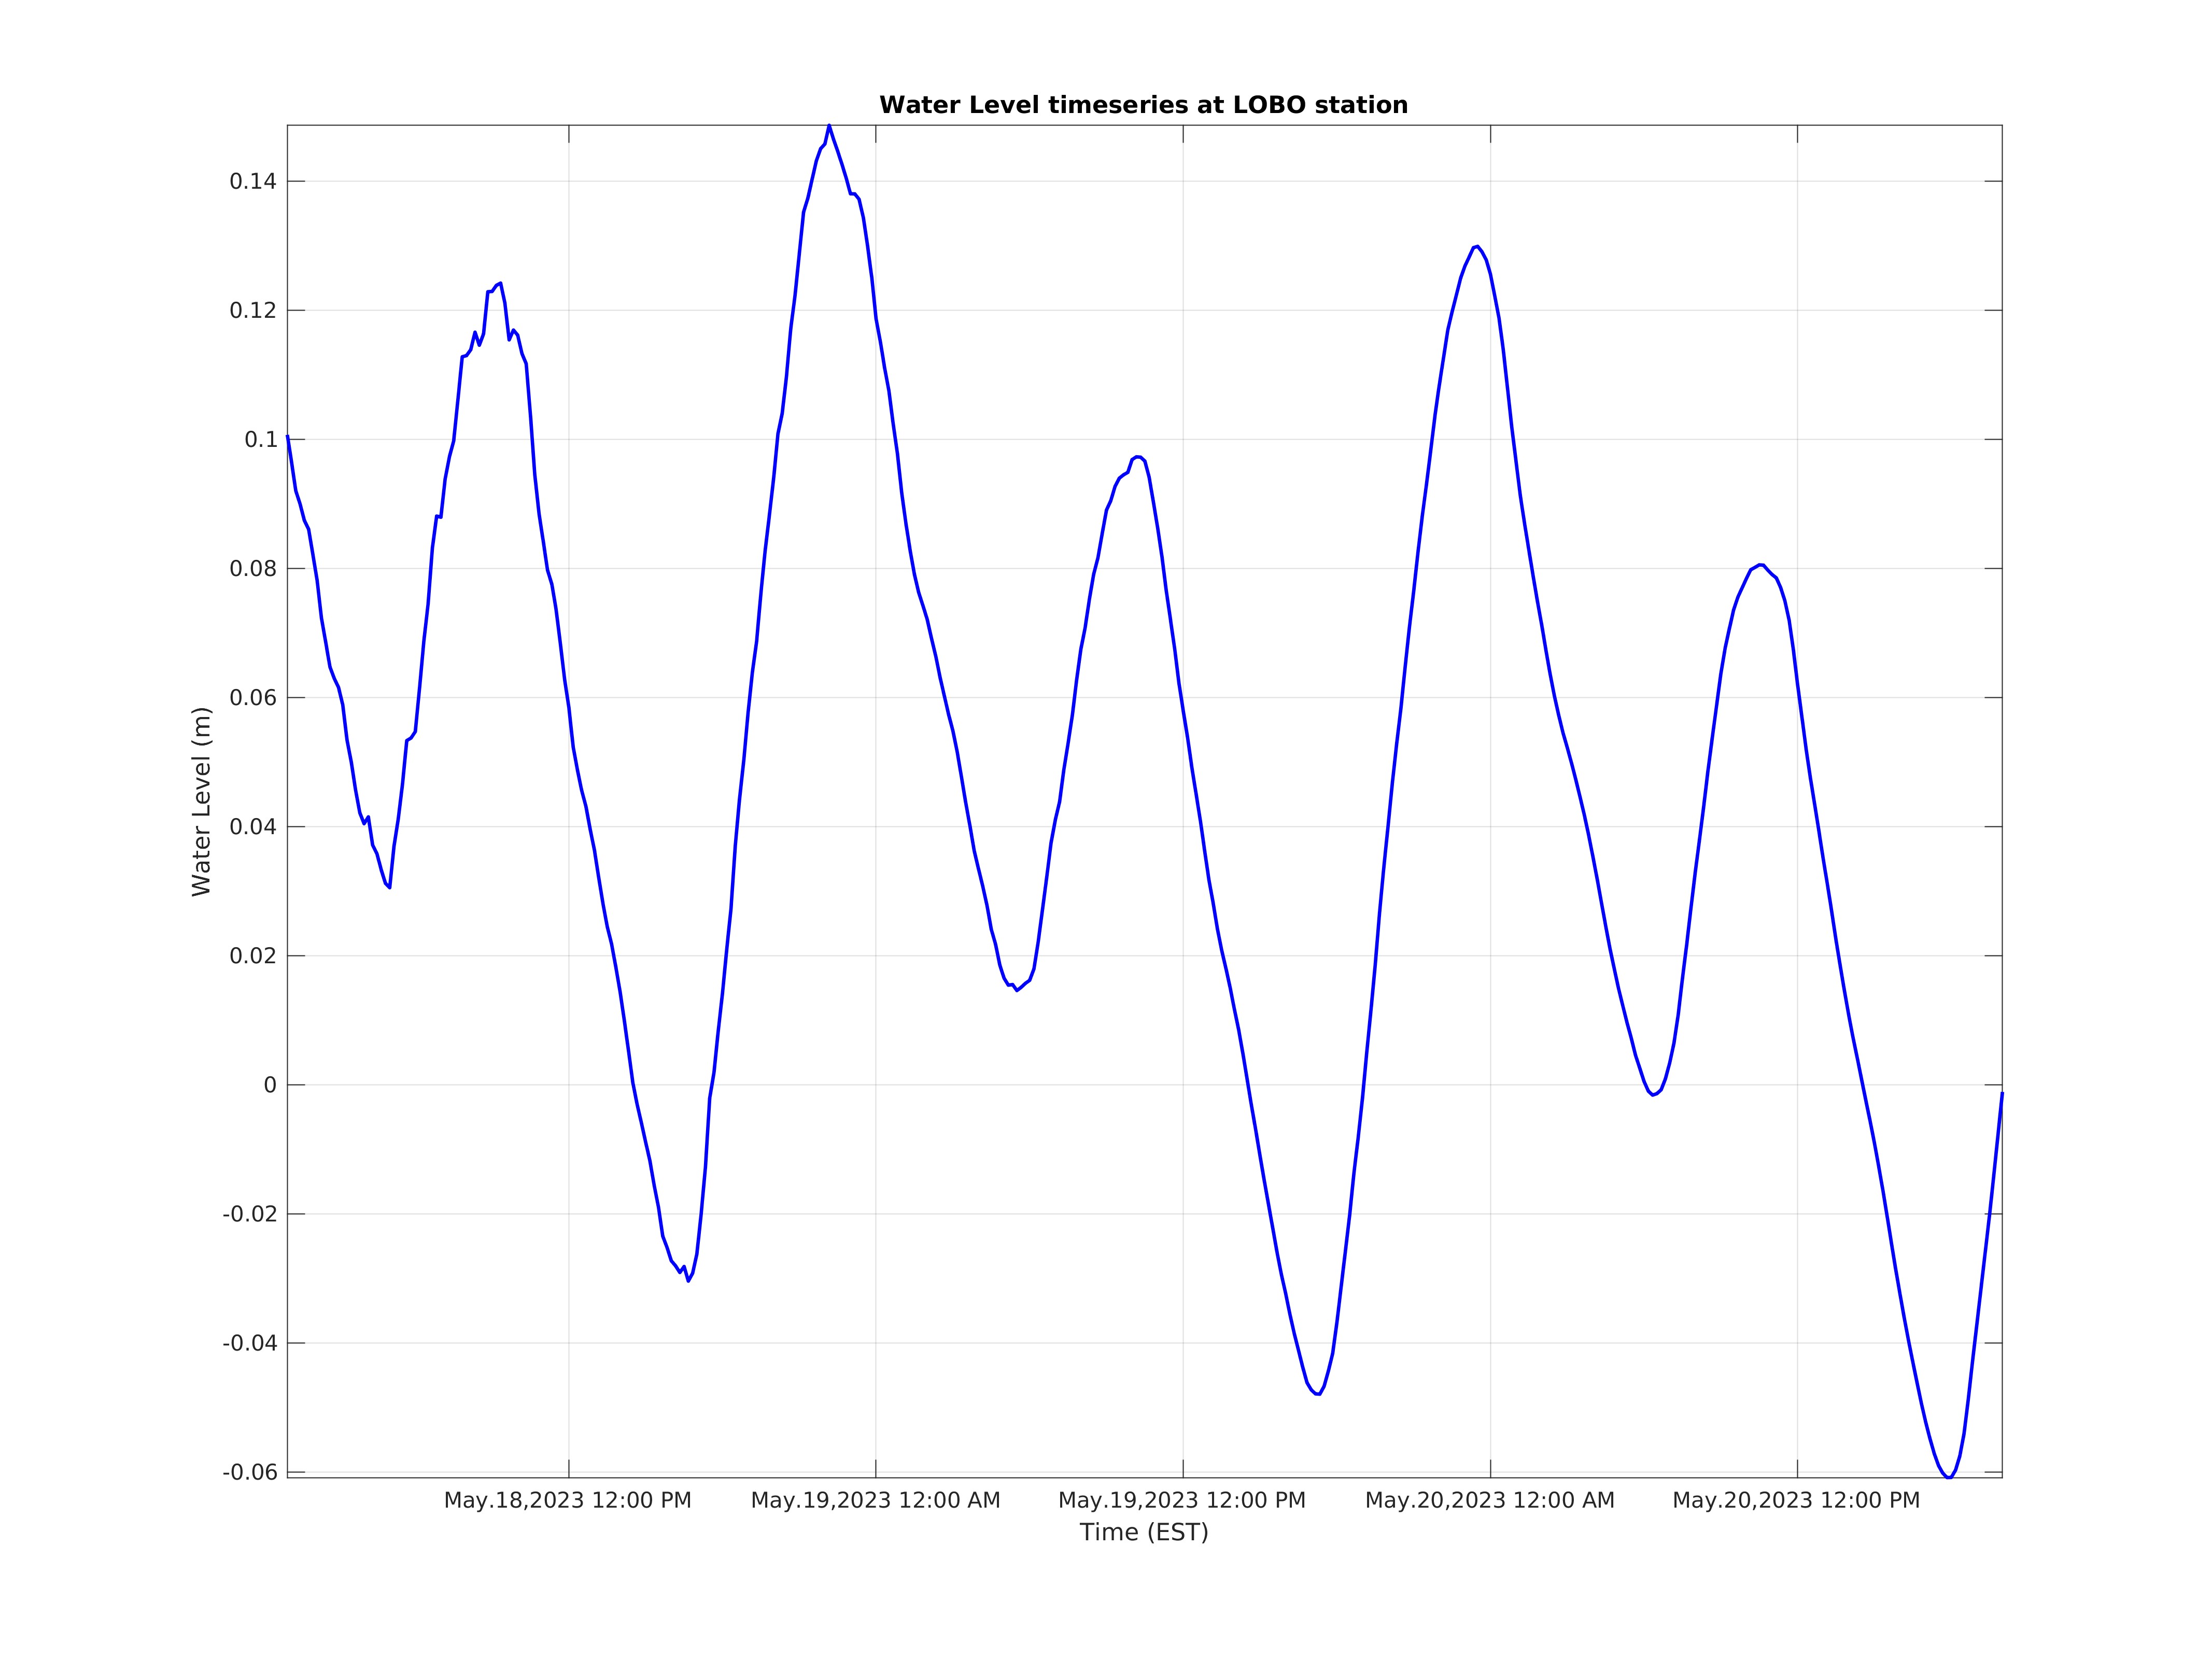 Water Level timeseries at LOBO station
0.14
0.12
0.1
0.08
0.06
0.04
0.02
0
-0.02
-0.04
-0.06
Water Level (m)
May.18,2023 12:00 PM
May.19,2023 12:00 AM
May.19,2023 12:00 PM
May.20,2023 12:00 AM
May.20,2023 12:00 PM
Time (EST)